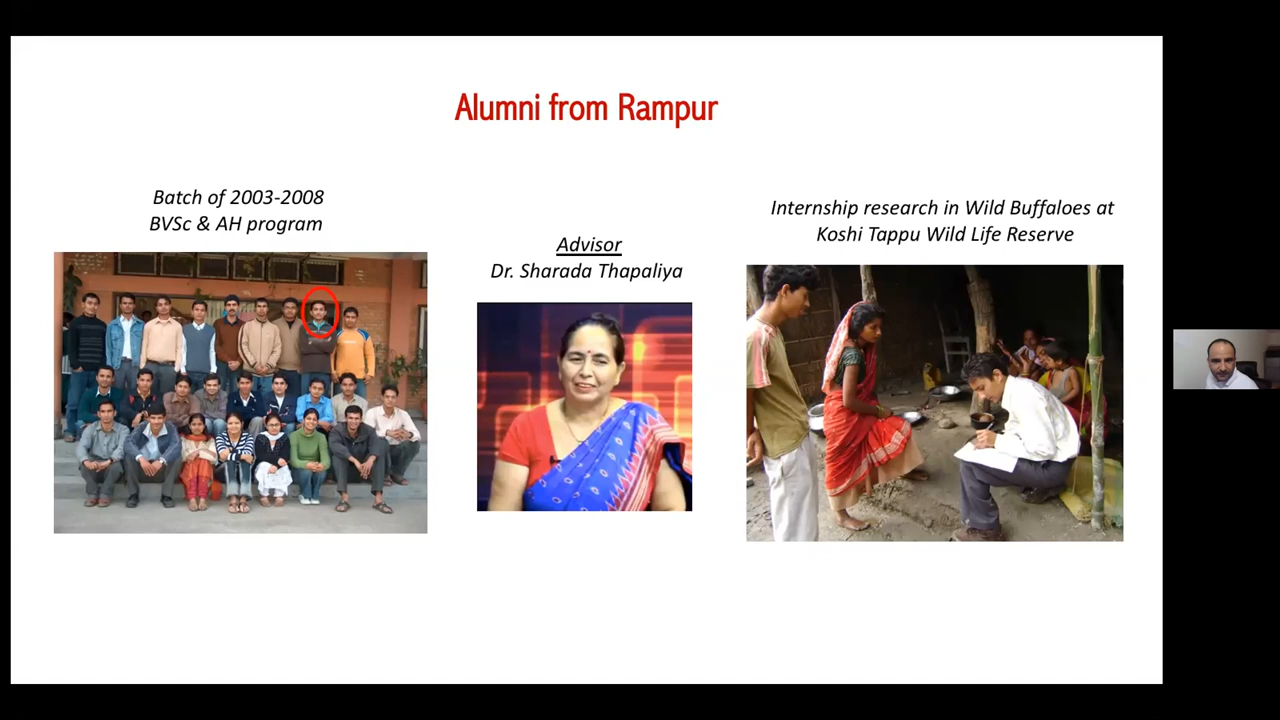 Alumni from Rampur
Batch of 2003-2008
BVSc & AH program
Advisor
Dr. Sharada Thapaliya
Internship research in Wild Buffaloes at
Koshi Tappu Wild Life Reserve